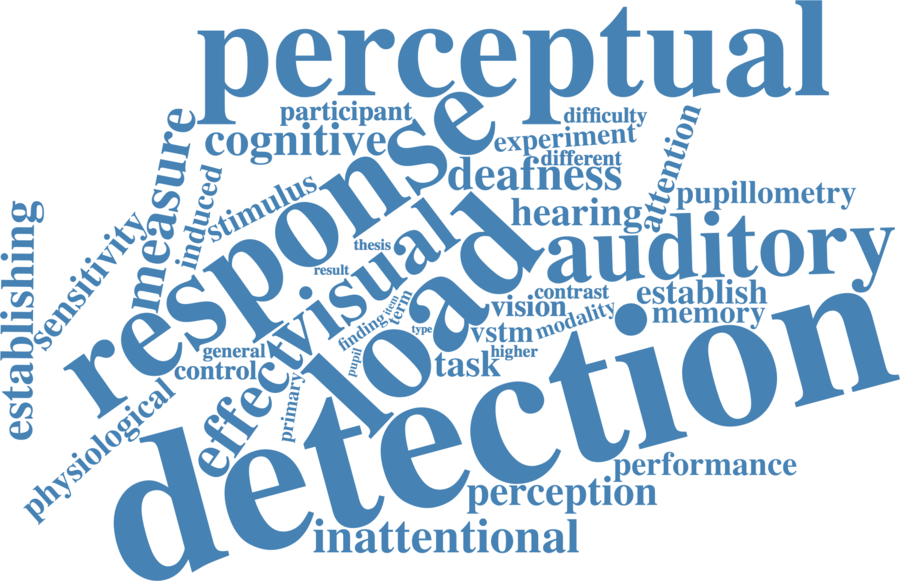 perceptual
participant
difficulty
cognitive
experiment
different
response
measure
attention
induced
stimulus
deafness
pupillometry
hearing
sensitivity
establishing
visual
auditory
thesis
result
load
contrast
establish
vision
memory
item
term
finding
type
vstm
modality
general
control
pupil
higher
task
effect
primary
physiological
detection
performance
perception
inattentional